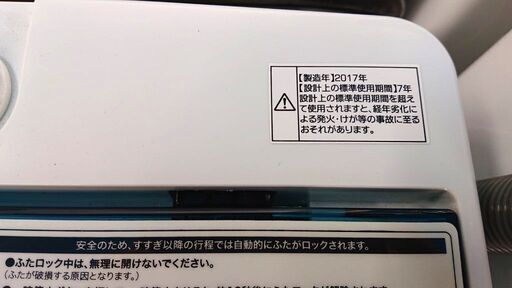 【製造年】2017年
【設計上の標準使用期間】7年
設計上の標準使用期間を超え
て使用されますと、経年劣化に
よる発火・けが等の事故に至る
おそれがあります。
安全のため、すすぎ以降の行程では自動的にふたがロックされます。
●ふたロック中は、無理に開けないでください。
(ふたが破損する原因となります。)